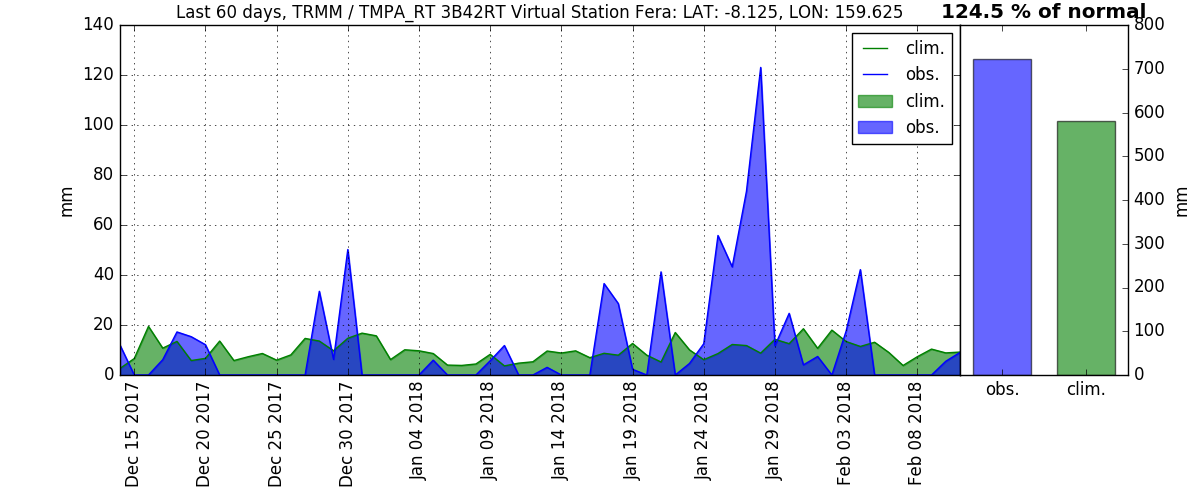 Last 60 days, TRMM / TMPA_RT 3B42RT Virtual Station Fera: LAT: -8.125, LON: 159.625
124.5 % of normal
mm
140
120
100
80
60
40
20
0
Dec 15 2017
Dec 20 2017
Dec 25 2017
Dec 30 2017
Jan 04 2018
Jan 09 2018
Jan 14 2018
Jan 19 2018
Jan 24 2018
Jan 29 2018
Feb 03 2018
Feb 08 2018
clim.
obs.
clim.
obs.
800
700
600
500
400
300
200
100
0
mm
obs.
clim.